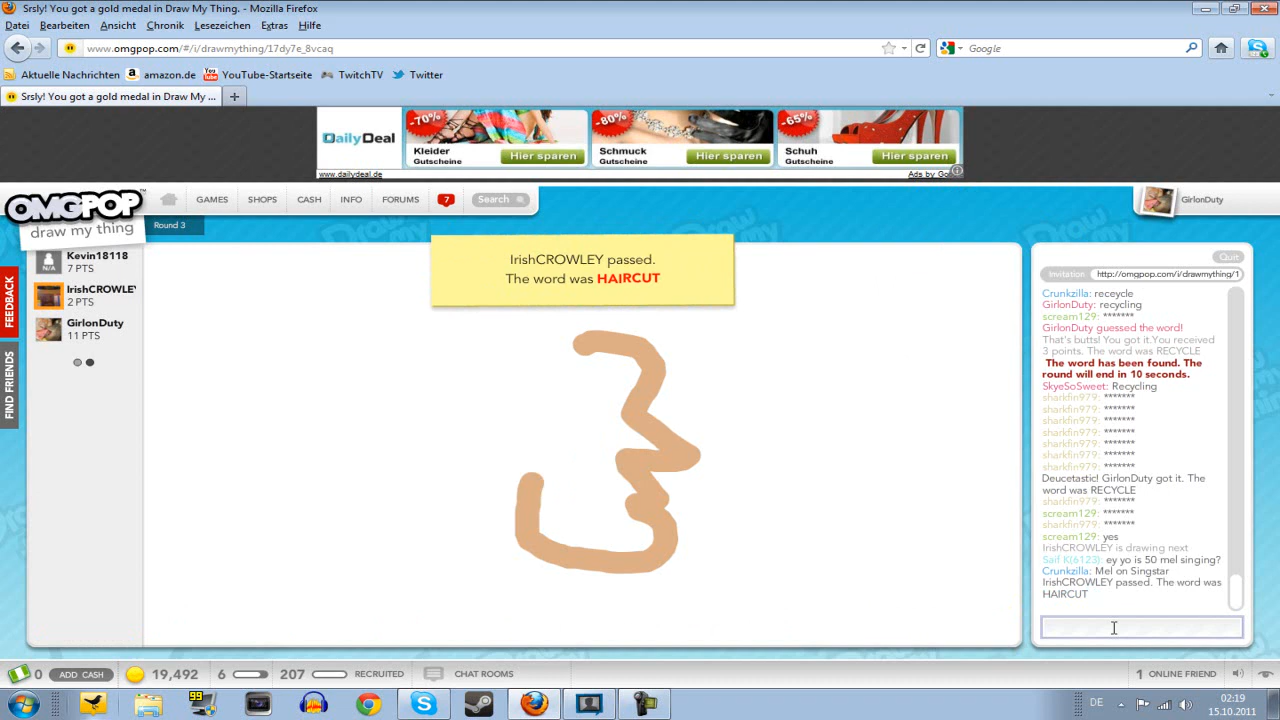 Srsly! You got a gold medal in Draw My Thing. - Mozilla Firefox
Datei Bearbeiten Ansicht Chronik Lesezeichen Extras Hilfe
www.omgpop.com/#/i/drawmything/17dy7e_8vcaq
Google
Aktuelle Nachrichten amazon.de YouTube-Startseite TwitchTV Twitter
Srsly! You got a gold medal in Draw My ...
DailyDeal
-70%
Kleider
Gutscheine
Hier sparen
-80%
Schmuck
Gutscheine
Hier sparen
-65%
Schuh
Gutscheine
Hier sparen
www.dailydeal.de
Ads by Go
OMGPOP
draw my thing
GAMES SHOPS CASH INFO FORUMS 7 Search
GirlonDuty
Round 3
FEEDBACK
FIND FRIENDS
Kevin18118
7 PTS
N/A
IrishCROWLEY
2 PTS
GirlonDuty
11 PTS
IrishCROWLEY passed.
The word was HAIRCUT
Quit
Invitation http://omgpop.com/i/drawmything/1
Crunkzilla: receycle
GirlonDuty: recycling
scream129: *******
GirlonDuty guessed the word!
That's butts! You got it.You received
3 points. The word was RECYCLE
The word has been found. The
round will end in 10 seconds.
SkyeSoSweet: Recycling
sharkfin979: *******
sharkfin979: *******
sharkfin979: *******
sharkfin979: *******
sharkfin979: *******
sharkfin979: *******
sharkfin979: *******
Deucetastic! GirlonDuty got it. The
word was RECYCLE
sharkfin979: *******
scream129: *******
sharkfin979: *******
scream129: yes
IrishCROWLEY is drawing next
Saif K(6123): ey yo is 50 mel singing?
Crunkzilla: Mel on Singstar
IrishCROWLEY passed. The word was
HAIRCUT
0 ADD CASH 19,492 6 207 RECRUITED CHAT ROOMS 1 ONLINE FRIEND
99
DE
02:19
15.10.2011